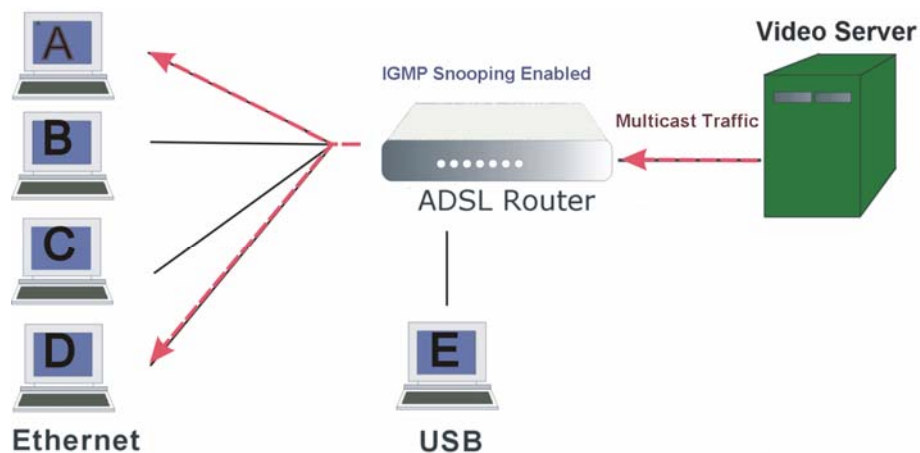 Video Server
A
IGMP Snooping Enabled
Multicast Traffic
B
ADSL Router
C
D
E
Ethernet
USB